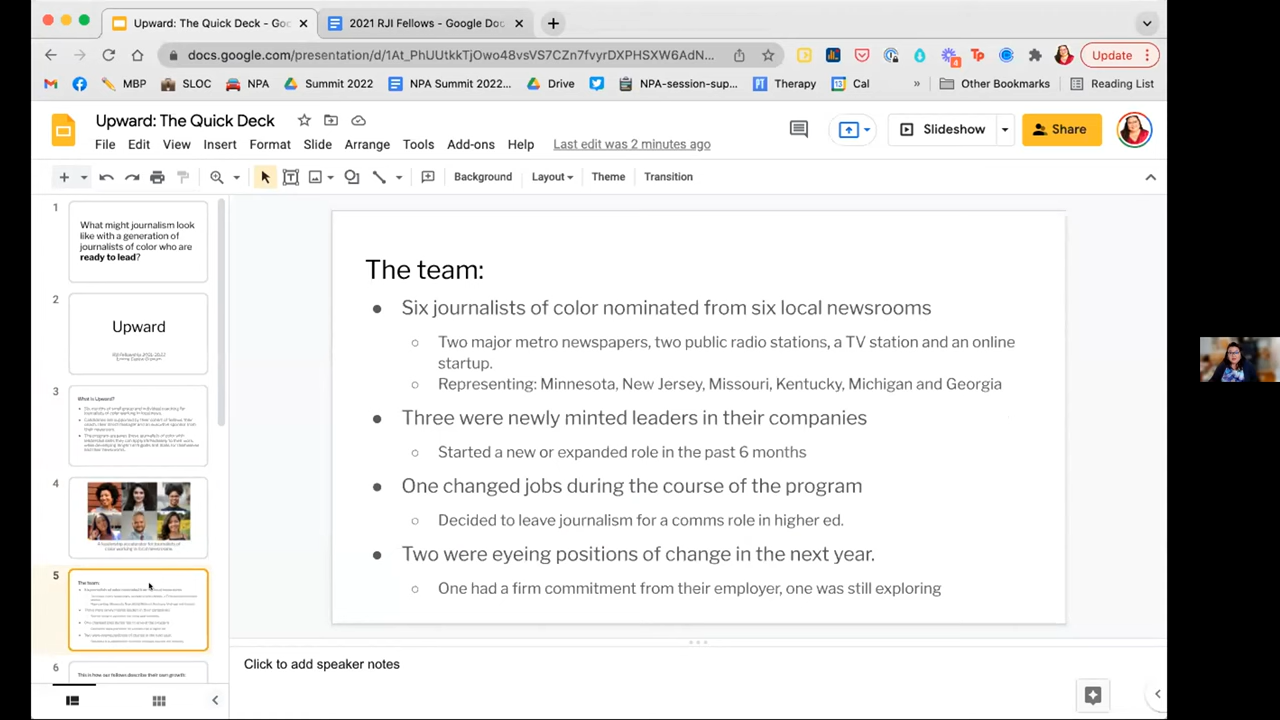 Upward: The Quick Deck - Goo
2021 RJI Fellows - Google Doc
docs.google.com/presentation/d/1At_
Update
MBP
SLOC
NPA
Summit 2022
NPA Summit 2022...
Drive
NPA-session-sup...
Therapy
Cal
Other Bookmarks
Reading List
Upward: The Quick Deck
File Edit View Insert Format Slide Arrange Tools Add-ons Help
Last edit was 2 minutes ago
Slideshow
Share
Background
Layout
Theme
Transition
1
What might journalism look
like with a generation of
journalists of color who are
ready to lead?
2
Upward
3
What is Upward?
4
5
The team:
6
This is how our fellows describe their own growth:
The team:
Six journalists of color nominated from six local newsrooms
Two major metro newspapers, two public radio stations, a TV station and an online
startup.
Representing: Minnesota, New Jersey, Missouri, Kentucky, Michigan and Georgia
Three were newly minted leaders in their companies
Started a new or expanded role in the past 6 months
One changed jobs during the course of the program
Decided to leave journalism for a comms role in higher ed.
Two were eyeing options of change in the next year.
One had a firm commitment from their employer, one was still exploring
Click to add speaker notes